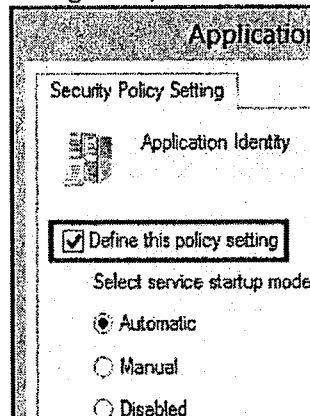 Application
Security Policy Setting
Application Identity
Define this policy setting
Select service startup mode
Automatic
Manual
Disabled